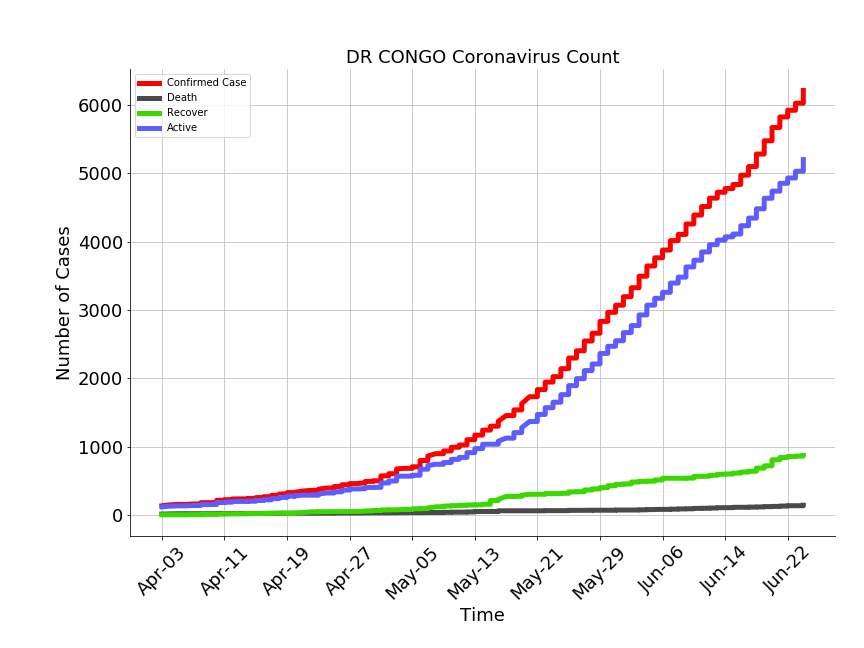 DR CONGO Coronavirus Count
Confirmed Case
Death
Recover
Active
Number of Cases
6000
5000
4000
3000
2000
1000
0
Apr-03
Apr-11
Apr-19
Apr-27
May-05
May-13
May-21
May-29
Jun-06
Jun-14
Jun-22
Time